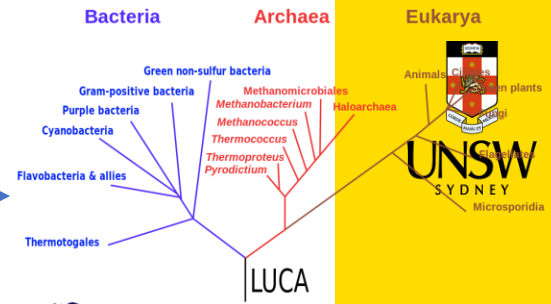 Bacteria
Archaea
Eukarya
Green non-sulfur bacteria
Gram-positive bacteria
Purple bacteria
Cyanobacteria
Flavobacteria & allies
Thermotogales
Methanomicrobiales
Methanobacterium
Haloarchaea
Methanococcus
Thermococcus
Thermoproteus
Pyrodictium
Animals
plants
Flagellates
Microsporidia
UNSW
SYDNEY
LUCA